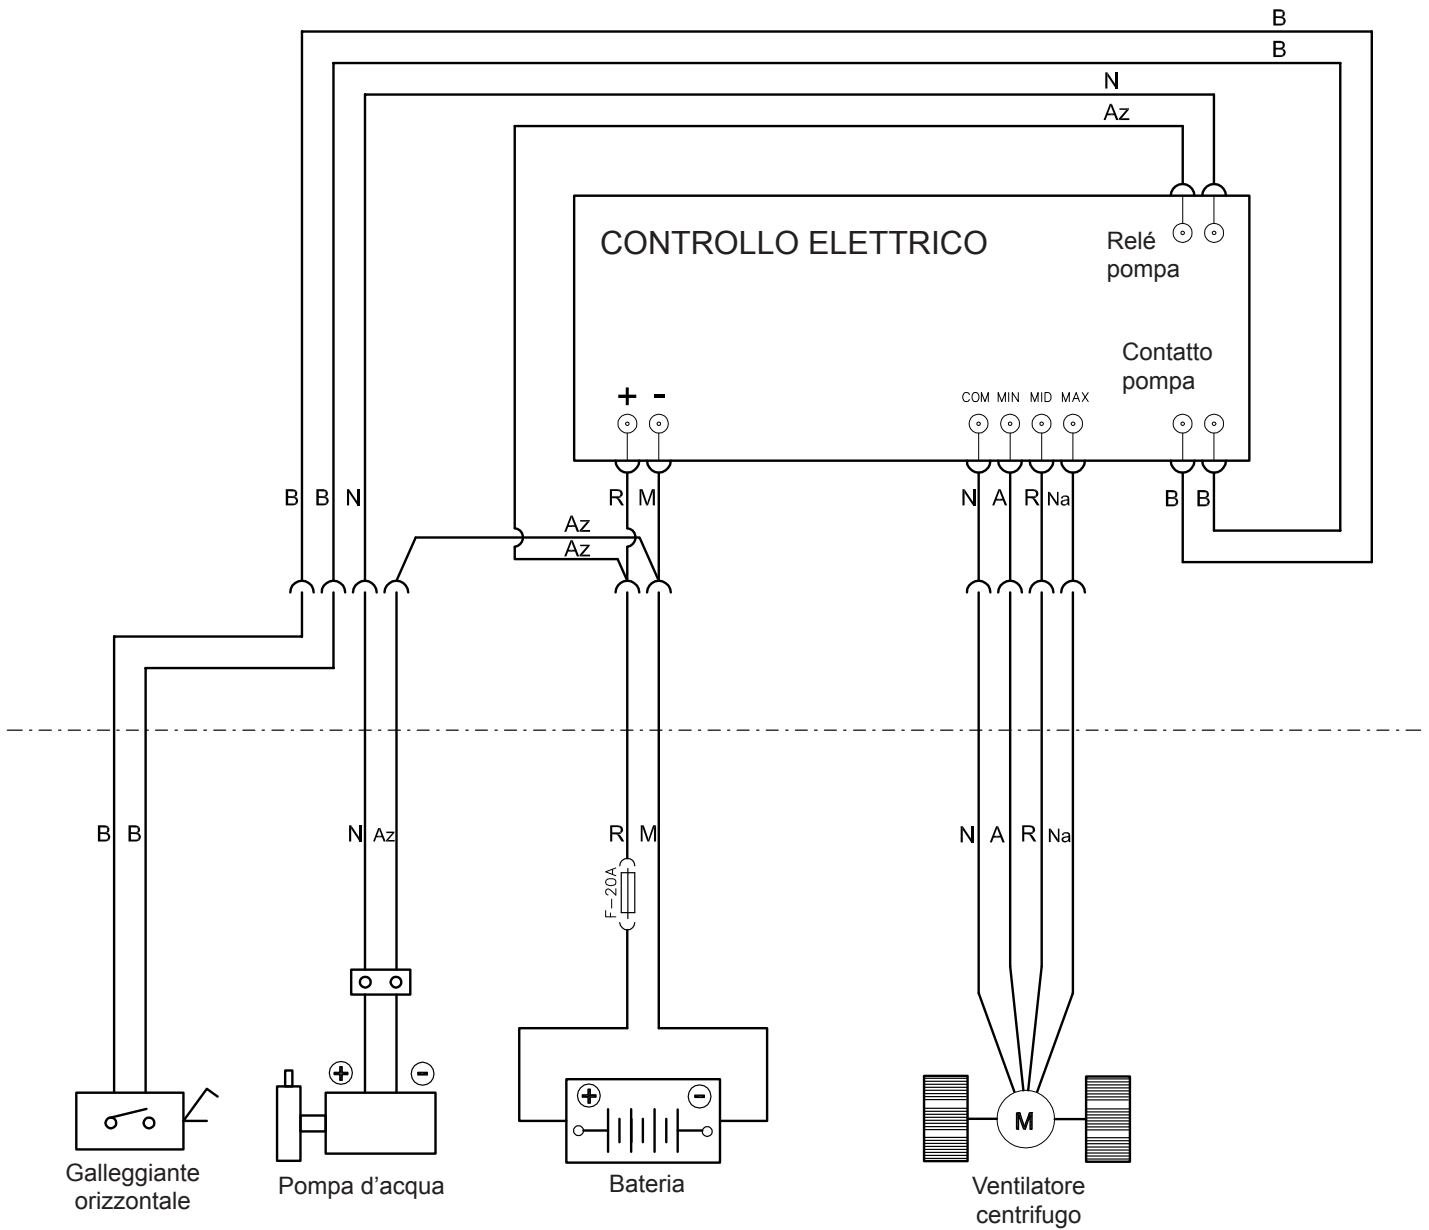 B
B
N
Az
CONTROLLO ELETTRICO
Relé
pompa
Contatto
pompa
+ -
COM MIN MID MAX
B B N
R M
N A R Na
B B
Az
Az
B B
N Az
R M
N A R Na
F-20A
+ -
+ -
M
Galleggiante
orizzontale
Pompa d'acqua
Bateria
Ventilatore
centrifugo